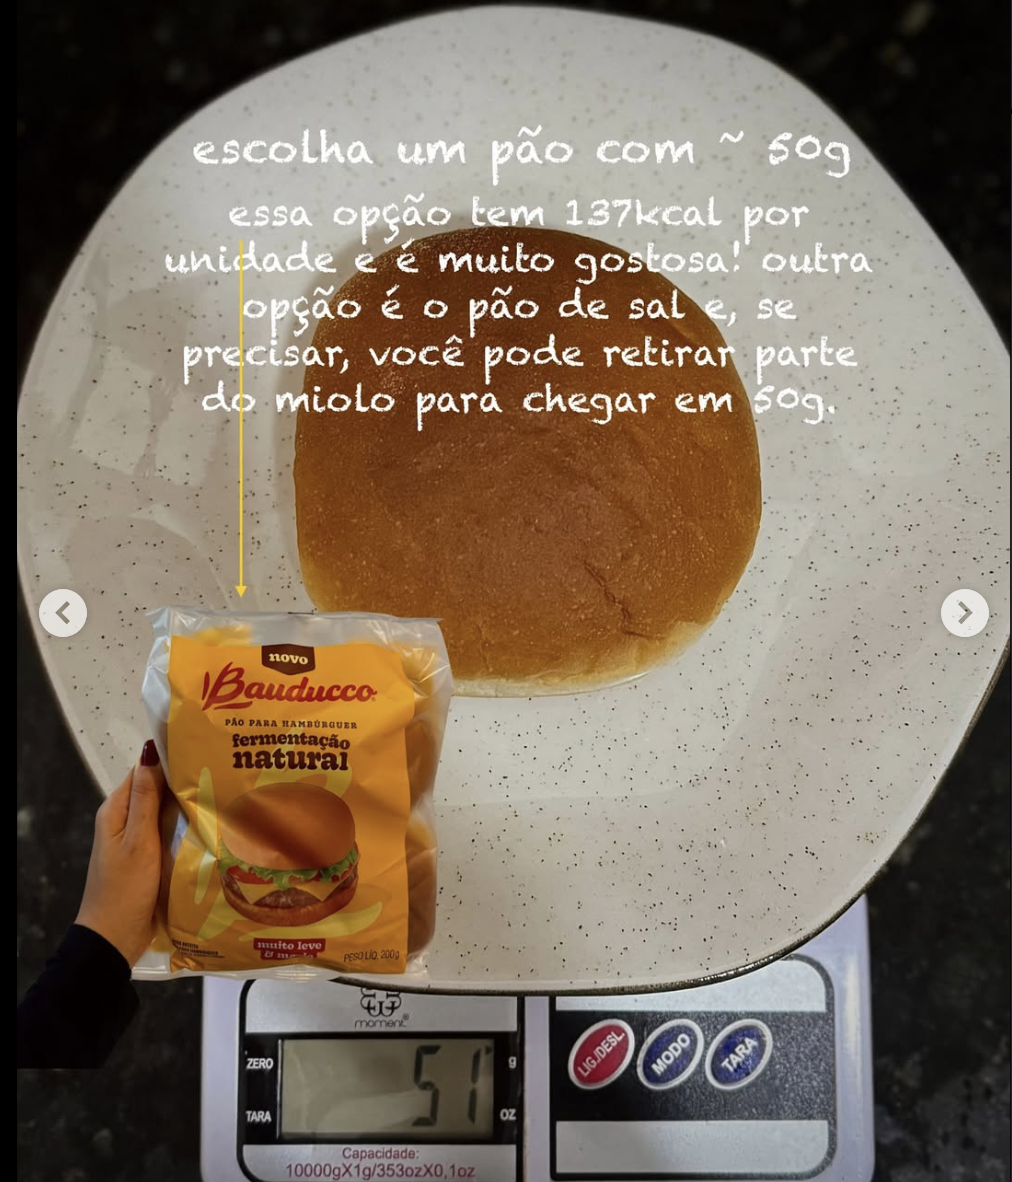 escolha um pão com ~ 50g
essa opção tem 137kcal por
unidade e é muito gostosa! outra
opção é o pão de sal e, se
precisar, você pode retirar parte
do miolo para chegar em 50g.
novo
Bauducco
PÃO PARA HAMBÚRGUER
fermentação
natural
muito leve
PESO LÍQ. 200g
moment®
ZERO
g
51
TARA
OZ
LIG./DESL.
MODO
TARA
Capacidade:
10000gX1g/353ozX0,1oz